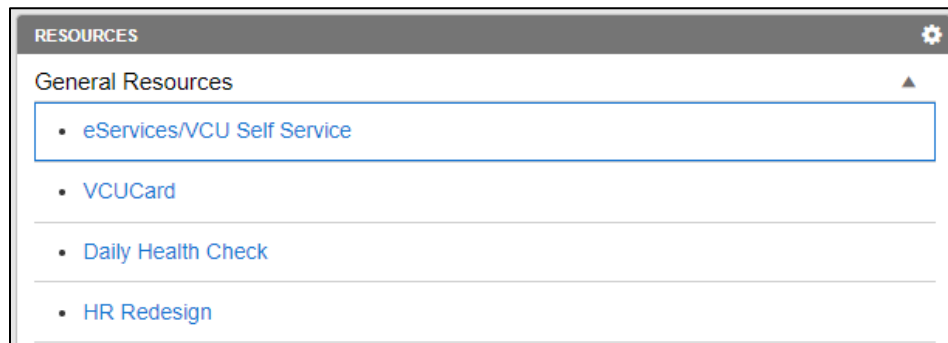 RESOURCES
General Resources
eServices/VCU Self Service
VCUCard
Daily Health Check
HR Redesign